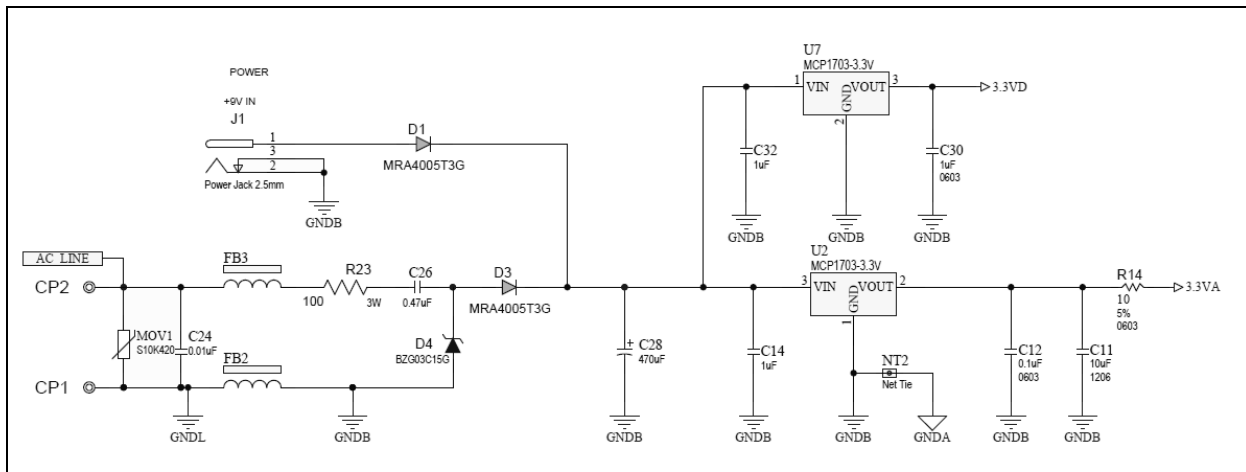 POWER
+9V IN
J1
1
3
2
Power Jack 2.5mm
GNDB
D1
MRA4005T3G
U7
MCP1703-3.3V
1
VIN
VOUT
3
GND
2
3.3VD
C32
1uF
GNDB
GNDB
C30
1uF
0603
GNDB
AC LINE
CP2
FB3
R23
100
3W
C26
0.47uF
D3
MRA4005T3G
MOV1
S10K420
C24
0.01uF
D4
BZG03C15G
CP1
FB2
GNDL
GNDB
C28
470uF
GNDB
C14
1uF
GNDB
U2
MCP1703-3.3V
3
VIN
VOUT
2
GND
1
NT2
Net Tie
GNDB
GNDA
C12
0.1uF
0603
GNDB
C11
10uF
1206
GNDB
R14
10
5%
0603
3.3VA